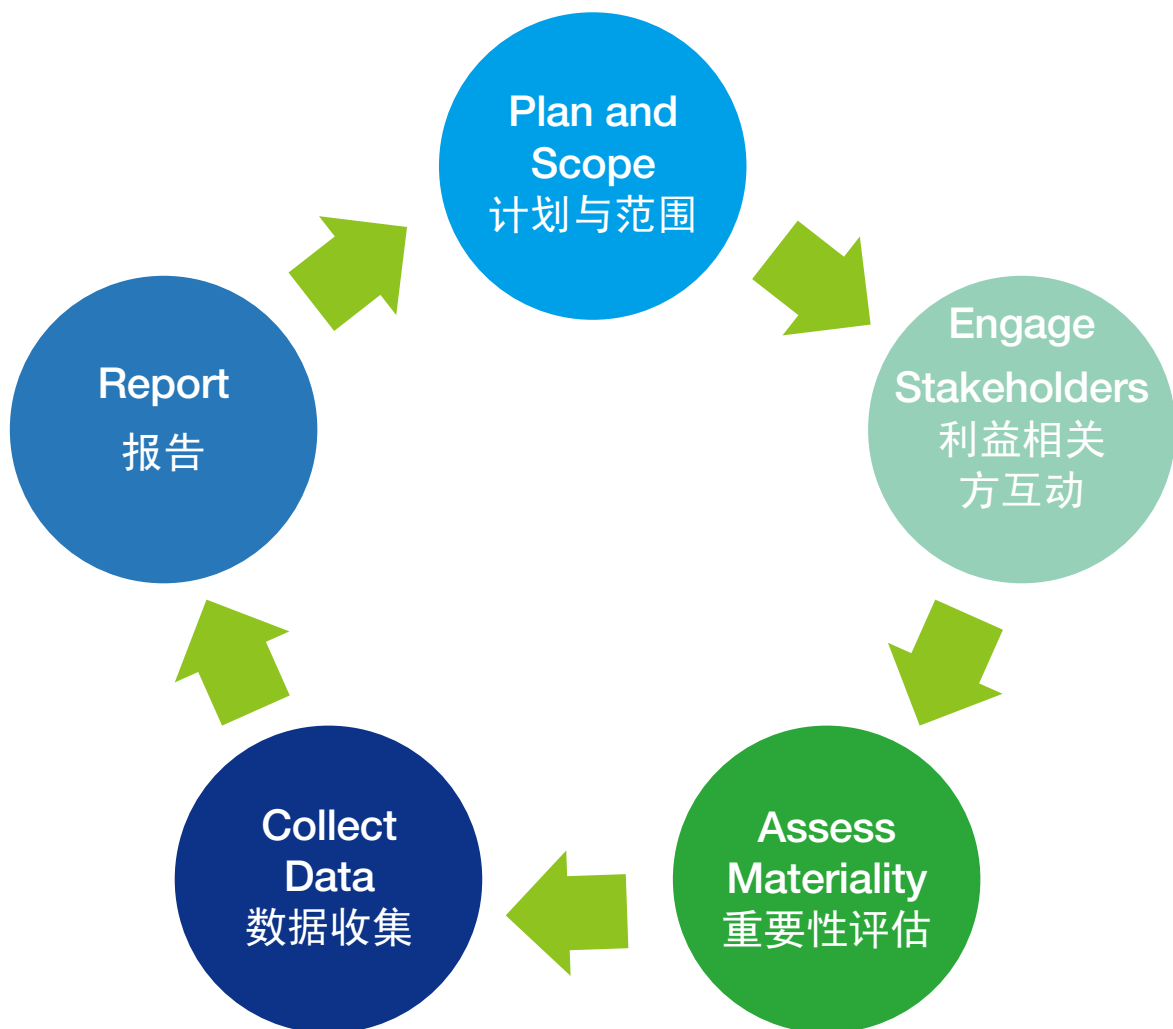 Plan and
Scope
计划与范围
Engage
Stakeholders
利益相关
方互动
Assess
Materiality
重要性评估
Collect
Data
数据收集
Report
报告